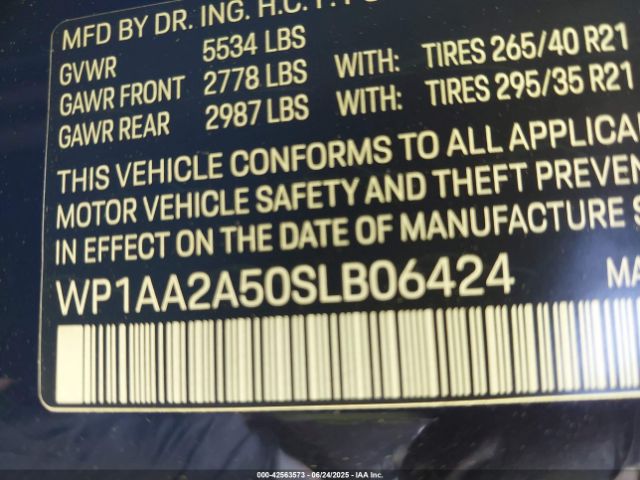 MFD BY DR. ING. H.C. F.
GVWR 5534 LBS
GAWR FRONT 2778 LBS WITH: TIRES 265/40 R21
GAWR REAR 2987 LBS WITH: TIRES 295/35 R21
THIS VEHICLE CONFORMS TO ALL APPLICA
MOTOR VEHICLE SAFETY AND THEFT PREVEN
IN EFFECT ON THE DATE OF MANUFACTURE S
WP1AA2A50SLB06424 MA
000-42563573 06/24/2025 IAAI, Inc.